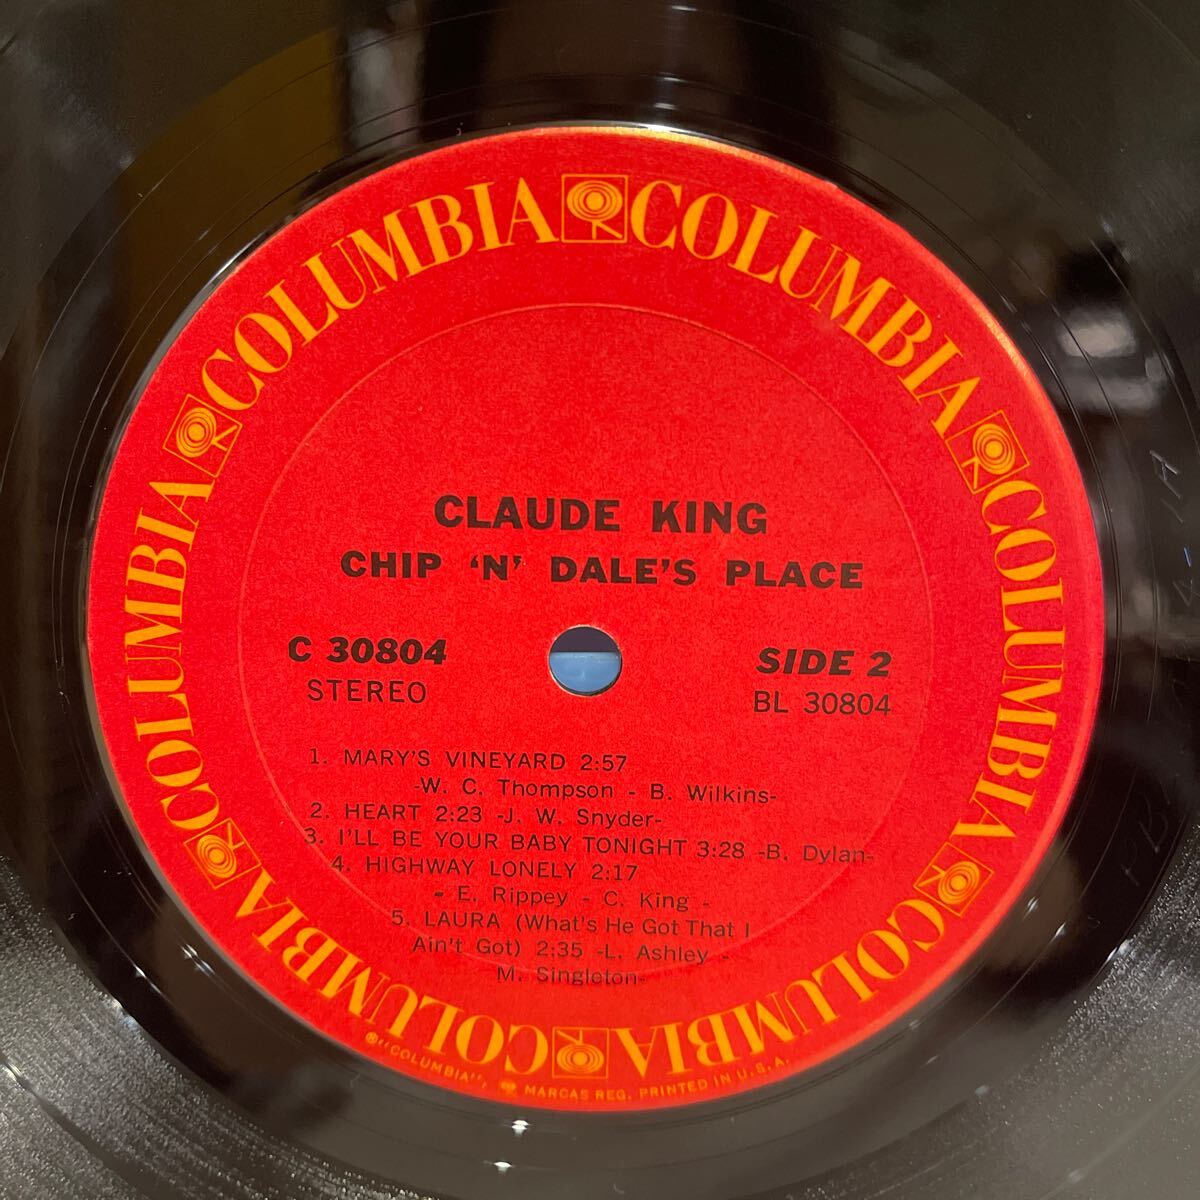 COLUMBIA COLUMBIA COLUMBIA COLUMBIA COLUMBIA COLUMBIA
CLAUDE KING
CHIP 'N' DALE'S PLACE
C 30804
STEREO
SIDE 2
BL 30804
1. MARY'S VINEYARD 2:57
-W. C. Thompson - B. Wilkins-
2. HEART 2:23 -J. W. Snyder-
3. I'LL BE YOUR BABY TONIGHT 3:28 -B. Dylan-
4. HIGHWAY LONELY 2:17
- E. Rippey - C. King -
5. LAURA (What's He Got That I
Ain't Got) 2:35 -L. Ashley -
M. Singleton-
®"COLUMBIA", MARCAS REG. PRINTED IN U.S.A.